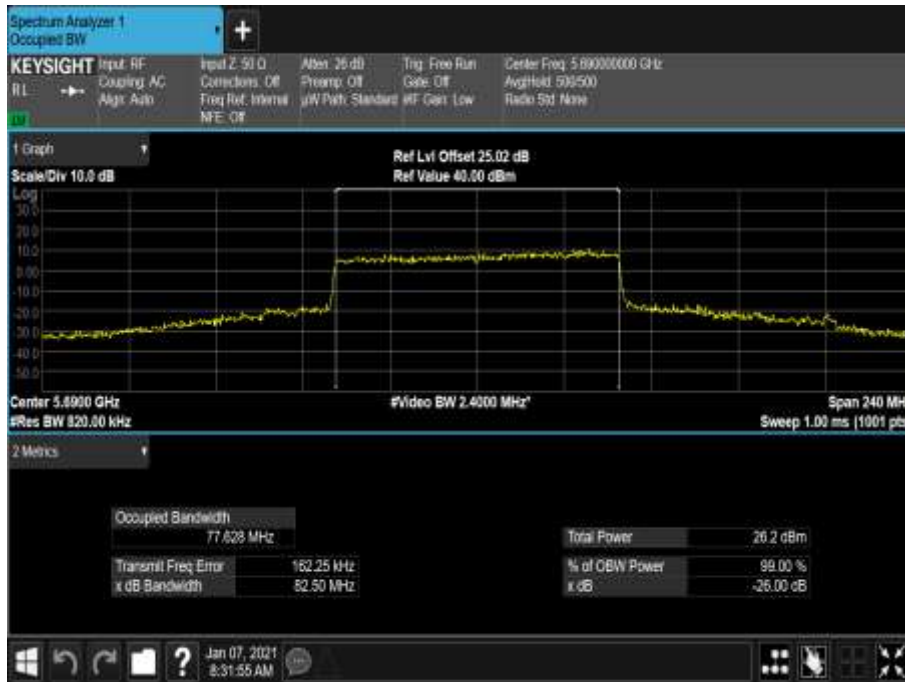 Spectrum Analyzer 1
Occupied BW
KEYSIGHT
RL
Input: RF
Coupling: AC
Align: Auto
Input Z: 50 Ω
Corrections: Off
Freq Ref: Internal
NFE: Off
Atten: 26 dB
Preamp: Off
µW Path: Standard
Trig: Free Run
Gate: Off
#IF Gain: Low
Center Freq: 5.690000000 GHz
Avg|Hold: 500/500
Radio Std: None
1 Graph
Scale/Div 10.0 dB
Ref Lvl Offset 25.02 dB
Ref Value 40.00 dBm
Log
30.0
20.0
10.0
0.00
-10.0
-20.0
-30.0
-40.0
-50.0
Center 5.6900 GHz
#Video BW 2.4000 MHz*
Span 240 MH
#Res BW 820.00 kHz
Sweep 1.00 ms (1001 pts
2 Metrics
Occupied Bandwidth
77.628 MHz
Total Power 26.2 dBm
Transmit Freq Error 162.25 kHz
% of OBW Power 99.00 %
x dB Bandwidth 82.50 MHz
x dB -26.00 dB
?
Jan 07, 2021
8:31:55 AM